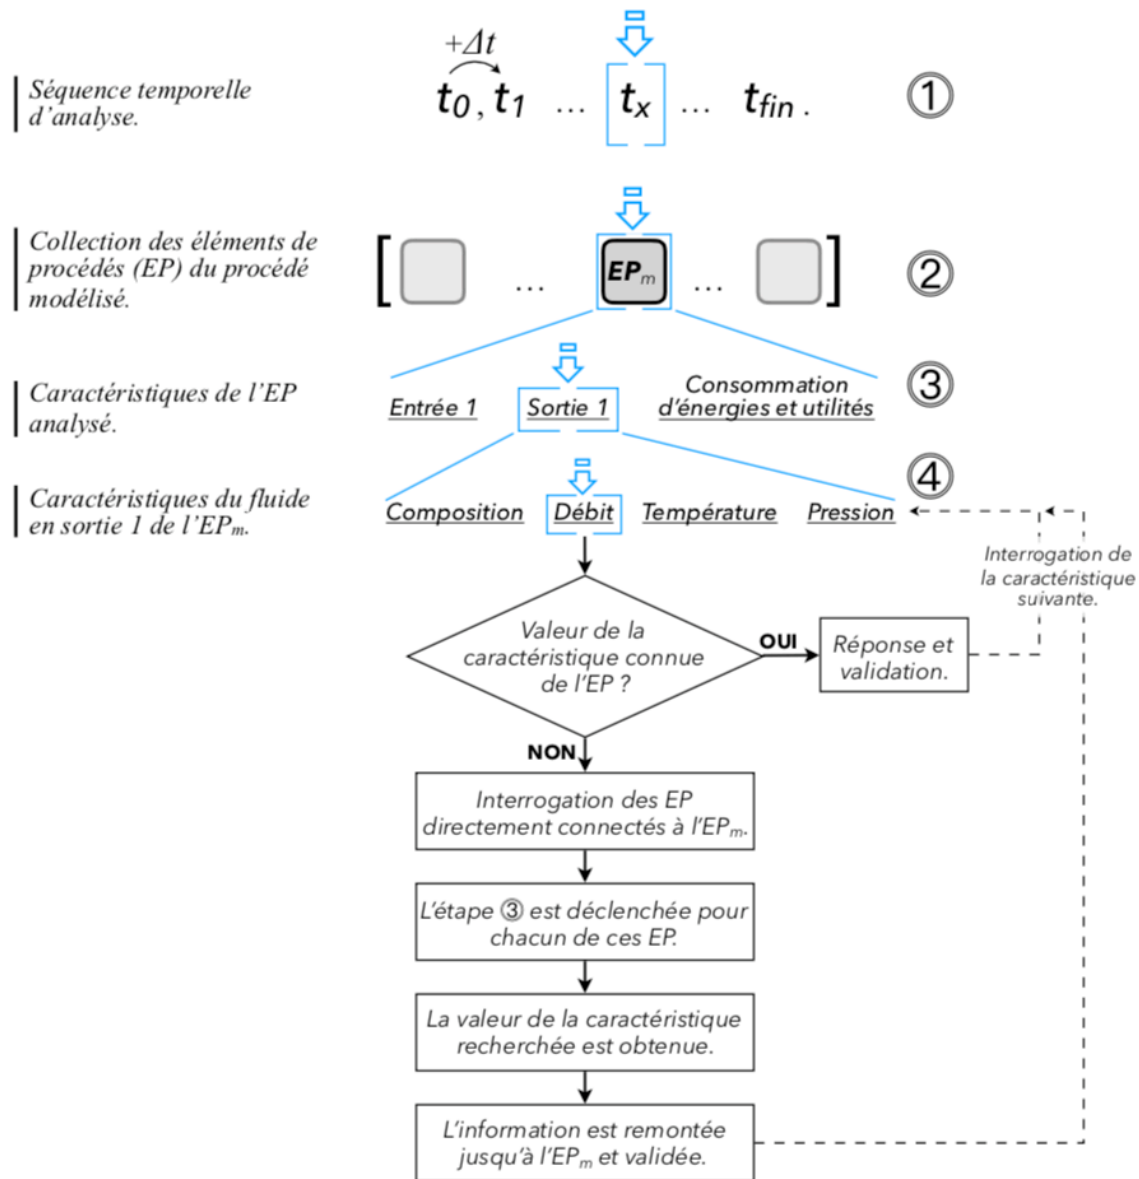 +Δt
Séquence temporelle
d'analyse.
t0, t1 ... tx ... tfin .
①
Collection des éléments de
procédés (EP) du procédé
modélisé.
[ ... EPm ... ]
②
Caractéristiques de l'EP
analysé.
Entrée 1
Sortie 1
Consommation
d'énergies et utilités
③
④
Caractéristiques du fluide
en sortie 1 de l'EPm.
Composition
Débit
Température
Pression
Interrogation de
la caractéristique
suivante.
Valeur de la
caractéristique connue
de l'EP ?
OUI
Réponse et
validation.
NON
Interrogation des EP
directement connectés à l'EPm.
L'étape ③ est déclenchée pour
chacun de ces EP.
La valeur de la caractéristique
recherchée est obtenue.
L'information est remontée
jusqu'à l'EPm et validée.